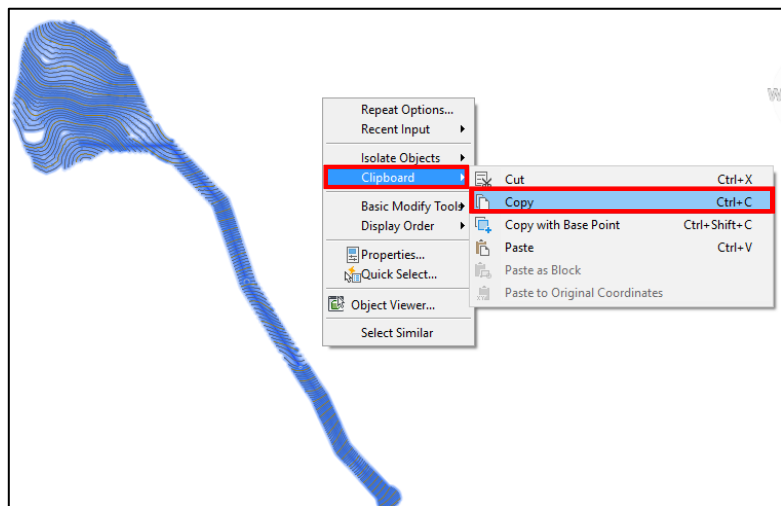 Repeat Options...
Recent Input
Isolate Objects
Clipboard
Basic Modify Tools
Display Order
Properties...
Quick Select...
Object Viewer...
Select Similar
Cut Ctrl+X
Copy Ctrl+C
Copy with Base Point Ctrl+Shift+C
Paste Ctrl+V
Paste as Block
Paste to Original Coordinates
W